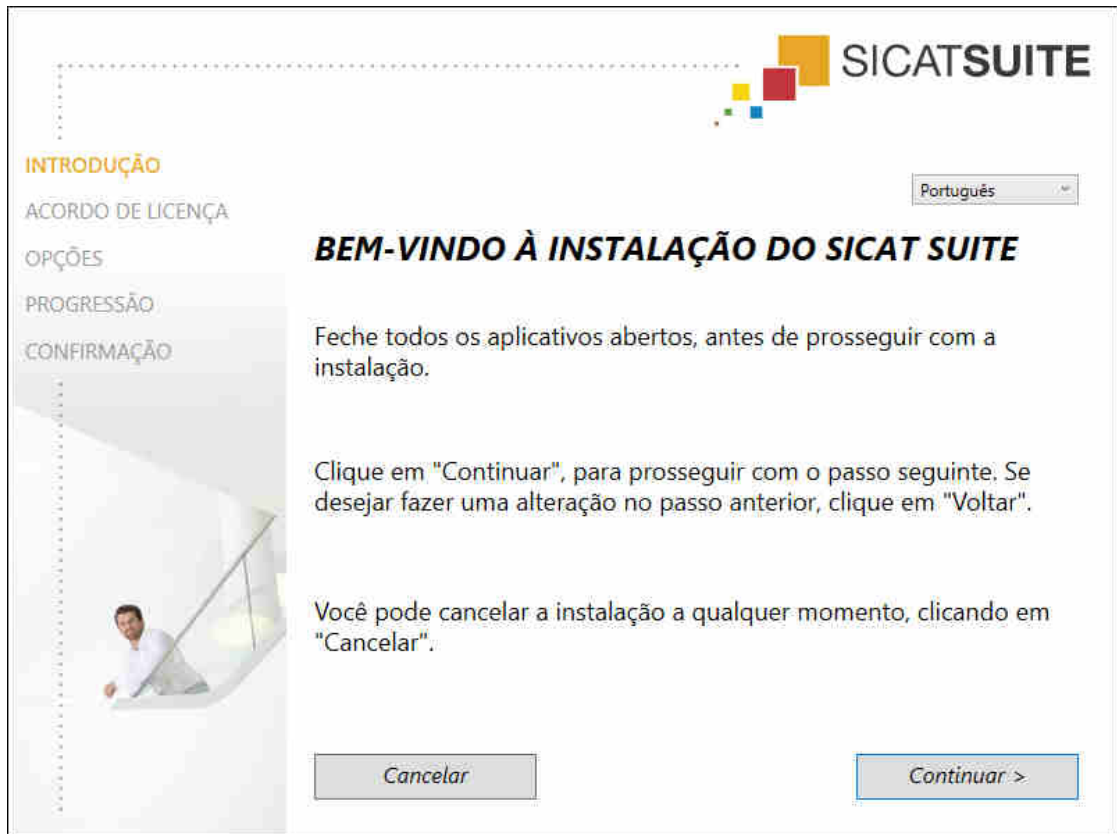 SICATSUITE
INTRODUÇÃO
ACORDO DE LICENÇA
OPÇÕES
PROGRESSÃO
CONFIRMAÇÃO
Português
BEM-VINDO À INSTALAÇÃO DO SICAT SUITE
Feche todos os aplicativos abertos, antes de prosseguir com a
instalação.
Clique em "Continuar", para prosseguir com o passo seguinte. Se
desejar fazer uma alteração no passo anterior, clique em "Voltar".
Você pode cancelar a instalação a qualquer momento, clicando em
"Cancelar".
Cancelar
Continuar >